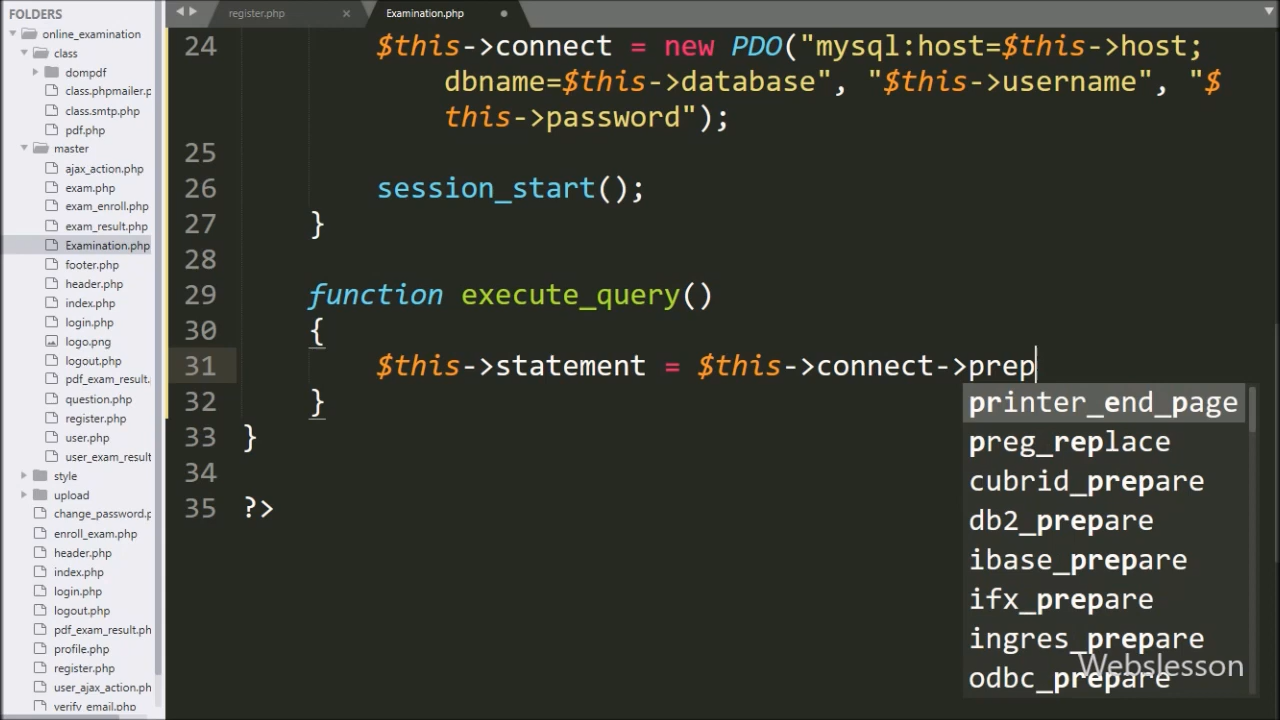 FOLDERS
online_examination
class
dompdf
class.phpmailer.p
class.smtp.php
pdf.php
master
ajax_action.php
exam.php
exam_enroll.php
exam_result.php
Examination.php
footer.php
header.php
index.php
login.php
logo.png
logout.php
pdf_exam_result.
question.php
register.php
user.php
user_exam_result
style
upload
change_password.p
enroll_exam.php
header.php
index.php
login.php
logout.php
pdf_exam_result.ph
profile.php
register.php
user_ajax_action.ph
verify_email.php
register.php
Examination.php
24 $this->connect = new PDO("mysql:host=$this->host;
dbname=$this->database", "$this->username", "$
this->password");
25
26 session_start();
27 }
28
29 function execute_query()
30 {
31 $this->statement = $this->connect->prep
32 }
33 }
34
35 ?>
printer_end_page
preg_replace
cubrid_prepare
db2_prepare
ibase_prepare
ifx_prepare
ingres_prepare
odbc_prepare
Webslesson